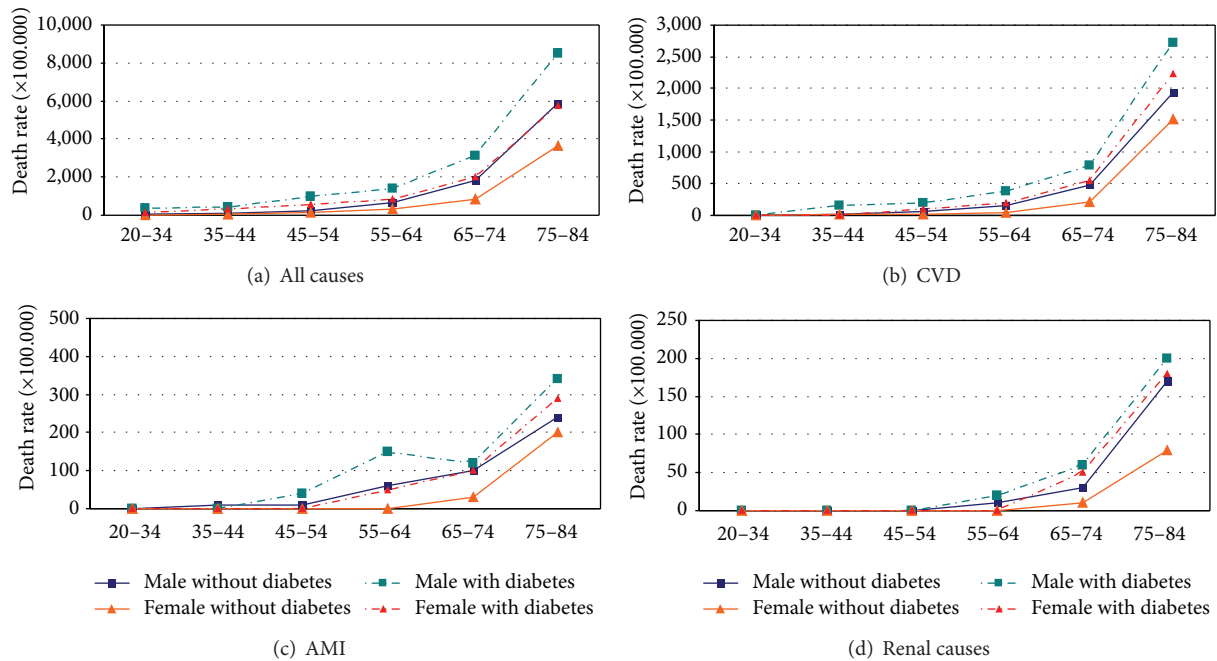 Death rate (×100.000)
10,000
8,000
6,000
4,000
2,000
0
20–34 35–44 45–54 55–64 65–74 75–84
(a) All causes
Death rate (×100.000)
3,000
2,500
2,000
1,500
1,000
500
0
20–34 35–44 45–54 55–64 65–74 75–84
(b) CVD
Death rate (×100.000)
500
400
300
200
100
0
20–34 35–44 45–54 55–64 65–74 75–84
Male without diabetes Male with diabetes
Female without diabetes Female with diabetes
(c) AMI
Death rate (×100.000)
250
200
150
100
50
0
20–34 35–44 45–54 55–64 65–74 75–84
Male without diabetes Male with diabetes
Female without diabetes Female with diabetes
(d) Renal causes